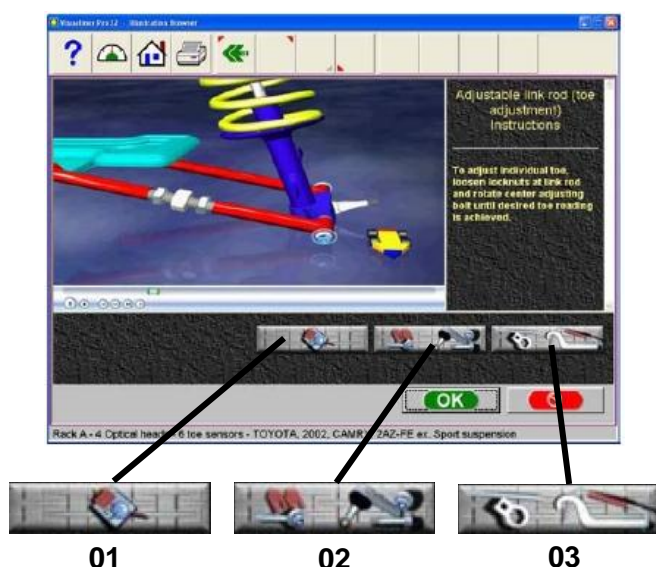 Visualiner Pro32 - Illustration Browser
?
Adjustable link rod (toe
adjustment)
Instructions
To adjust individual toe,
loosen locknuts at link rod
and rotate center adjusting
bolt until desired toe reading
is achieved.
OK
Rack A - 4 Optical heads - 6 toe sensors - TOYOTA, 2002, CAMRY, 2AZ-FE ex. Sport suspension
01
02
03